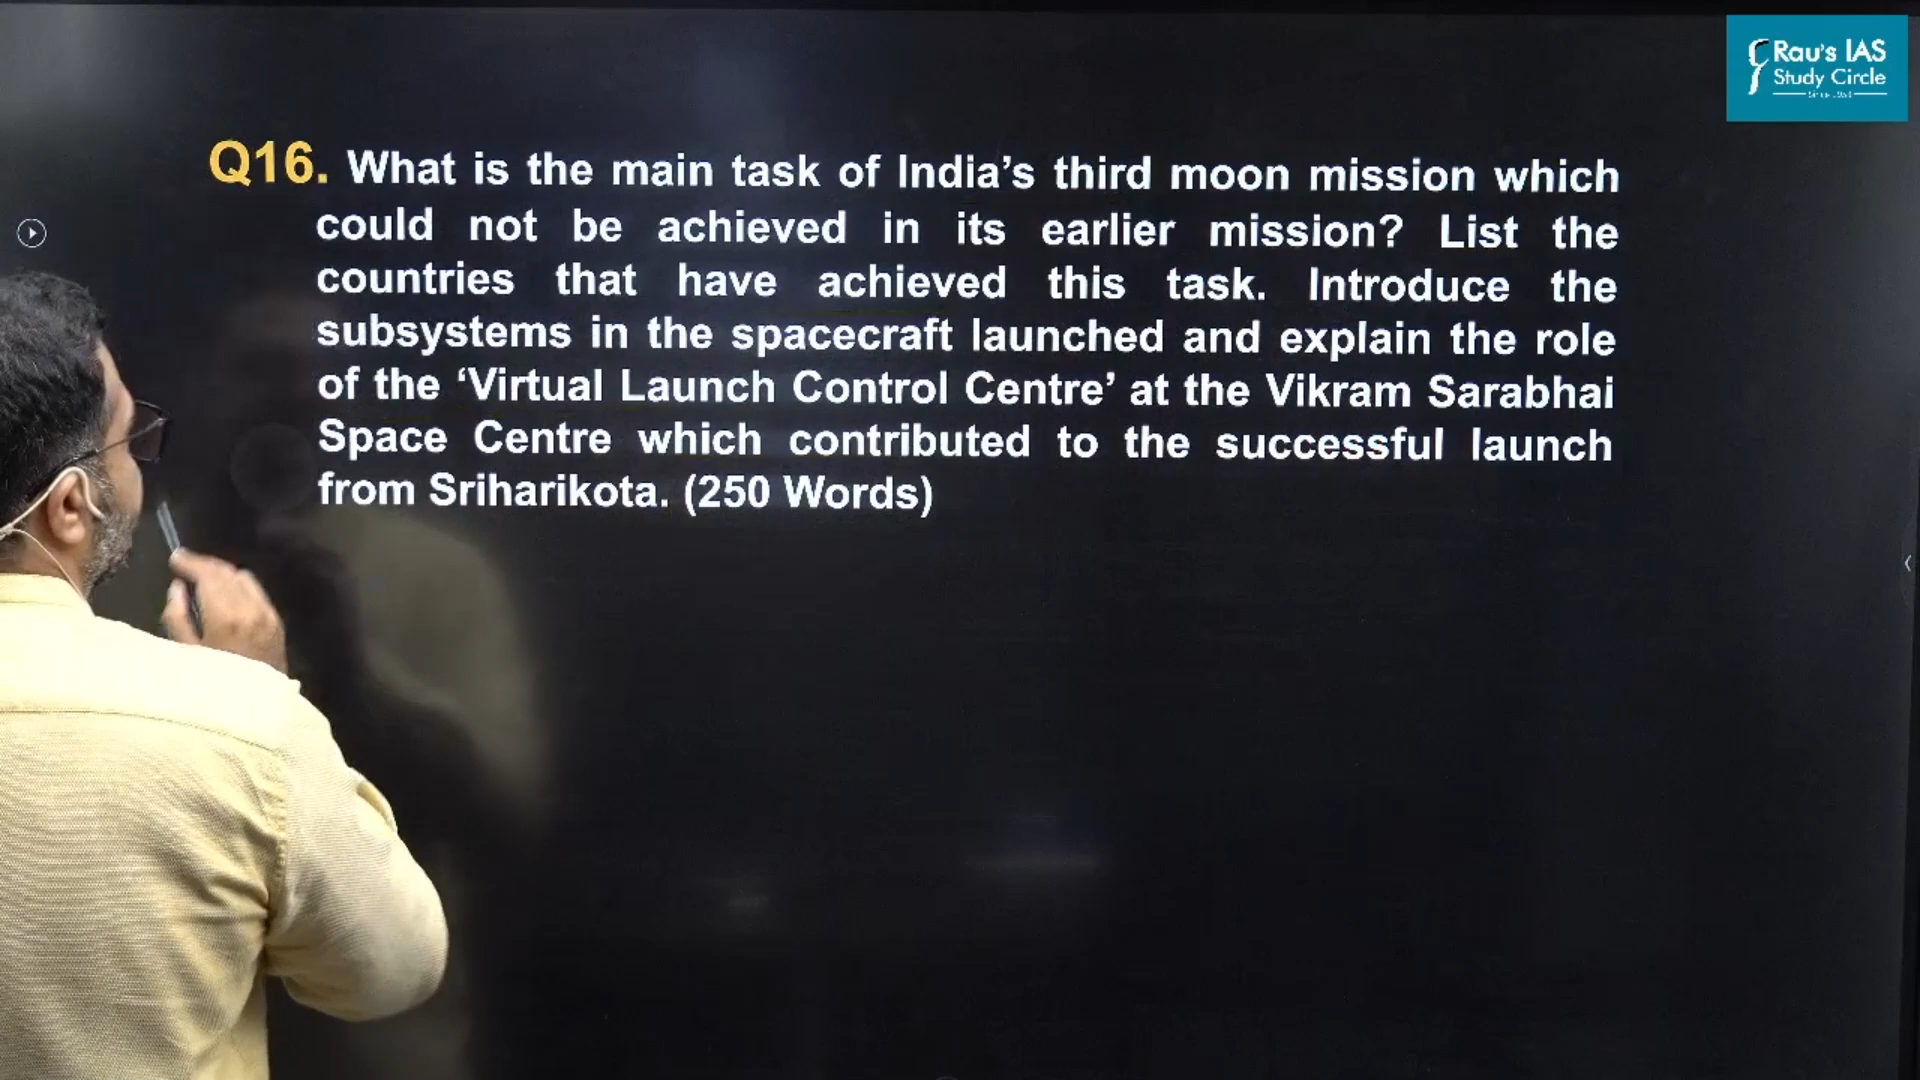 Rau's IAS
Study Circle
Q16. What is the main task of India's third moon mission which
could not be achieved in its earlier mission? List the
countries that have achieved this task. Introduce the
subsystems in the spacecraft launched and explain the role
of the ‘Virtual Launch Control Centre’ at the Vikram Sarabhai
Space Centre which contributed to the successful launch
from Sriharikota. (250 Words)